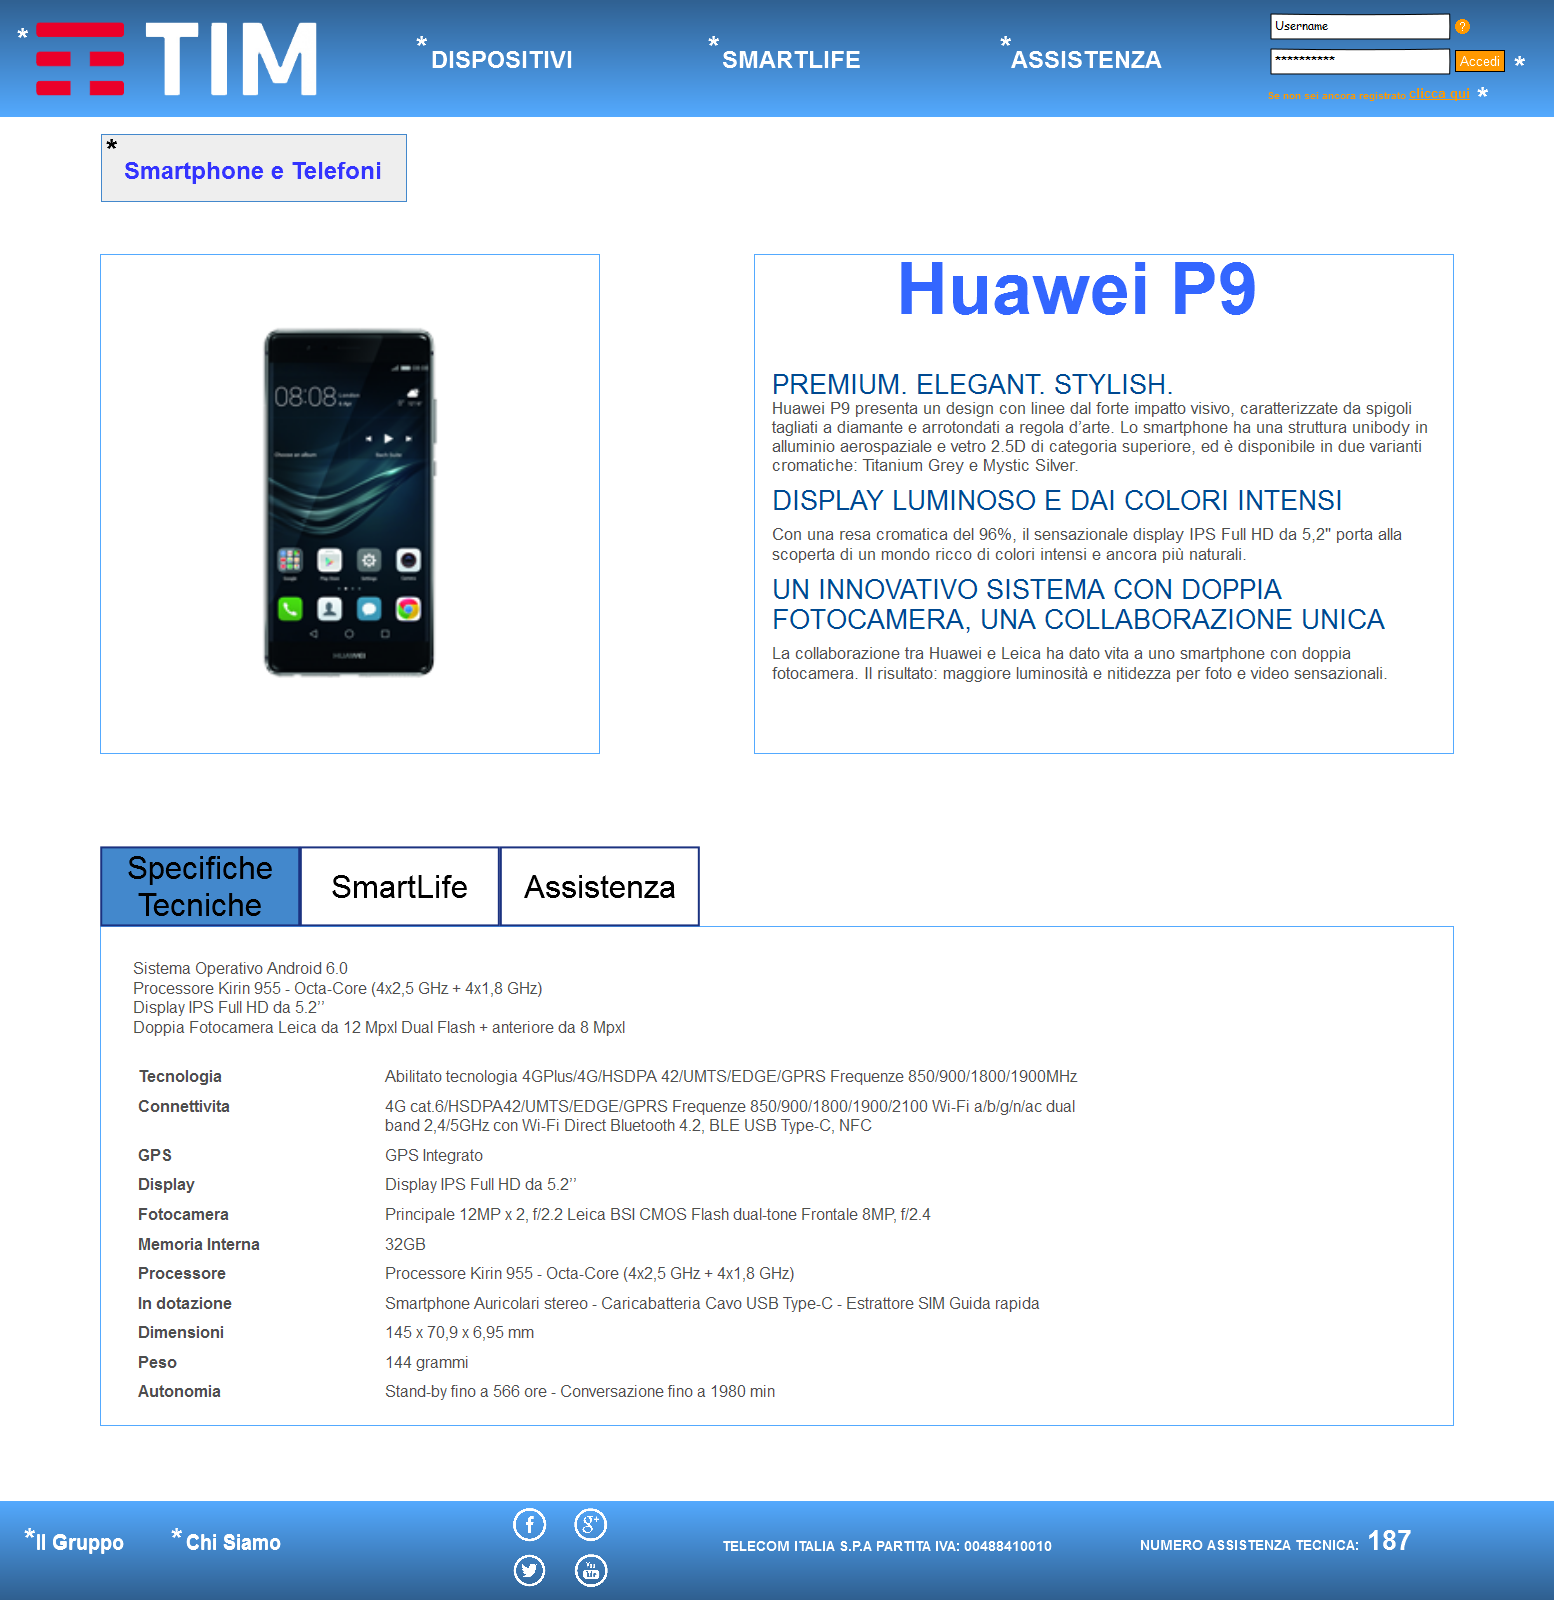 * TIM
* DISPOSITIVI
* SMARTLIFE
* ASSISTENZA
Username
?
**********
Accedi *
Se non sei ancora registrato clicca qui *
*
Smartphone e Telefoni
08:08
HUAWEI
Huawei P9
PREMIUM. ELEGANT. STYLISH.
Huawei P9 presenta un design con linee dal forte impatto visivo, caratterizzate da spigoli
tagliati a diamante e arrotondati a regola d’arte. Lo smartphone ha una struttura unibody in
alluminio aerospaziale e vetro 2.5D di categoria superiore, ed è disponibile in due varianti
cromatiche: Titanium Grey e Mystic Silver.
DISPLAY LUMINOSO E DAI COLORI INTENSI
Con una resa cromatica del 96%, il sensazionale display IPS Full HD da 5,2" porta alla
scoperta di un mondo ricco di colori intensi e ancora più naturali.
UN INNOVATIVO SISTEMA CON DOPPIA
FOTOCAMERA, UNA COLLABORAZIONE UNICA
La collaborazione tra Huawei e Leica ha dato vita a uno smartphone con doppia
fotocamera. Il risultato: maggiore luminosità e nitidezza per foto e video sensazionali.
Specifiche
Tecniche
SmartLife
Assistenza
Sistema Operativo Android 6.0
Processore Kirin 955 - Octa-Core (4x2,5 GHz + 4x1,8 GHz)
Display IPS Full HD da 5.2’’
Doppia Fotocamera Leica da 12 Mpxl Dual Flash + anteriore da 8 Mpxl
Tecnologia Abilitato tecnologia 4GPlus/4G/HSDPA 42/UMTS/EDGE/GPRS Frequenze 850/900/1800/1900MHz
Connettivita 4G cat.6/HSDPA42/UMTS/EDGE/GPRS Frequenze 850/900/1800/1900/2100 Wi-Fi a/b/g/n/ac dual
band 2,4/5GHz con Wi-Fi Direct Bluetooth 4.2, BLE USB Type-C, NFC
GPS GPS Integrato
Display Display IPS Full HD da 5.2’’
Fotocamera Principale 12MP x 2, f/2.2 Leica BSI CMOS Flash dual-tone Frontale 8MP, f/2.4
Memoria Interna 32GB
Processore Processore Kirin 955 - Octa-Core (4x2,5 GHz + 4x1,8 GHz)
In dotazione Smartphone Auricolari stereo - Caricabatteria Cavo USB Type-C - Estrattore SIM Guida rapida
Dimensioni 145 x 70,9 x 6,95 mm
Peso 144 grammi
Autonomia Stand-by fino a 566 ore - Conversazione fino a 1980 min
*Il Gruppo
* Chi Siamo
TELECOM ITALIA S.P.A PARTITA IVA: 00488410010
NUMERO ASSISTENZA TECNICA: 187